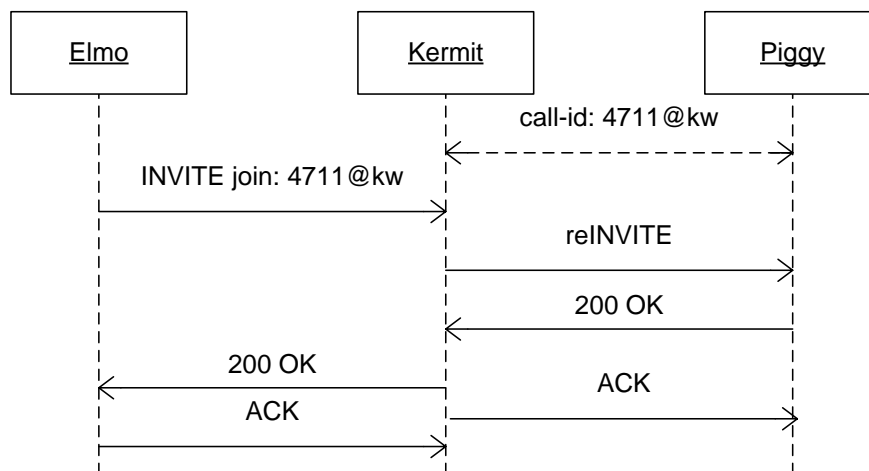 Elmo
Kermit
Piggy
call-id: 4711@kw
INVITE join: 4711@kw
reINVITE
200 OK
200 OK
ACK
ACK